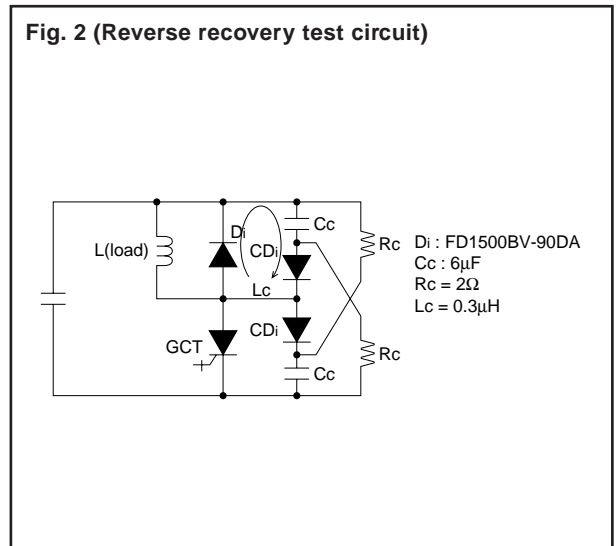 Fig. 2 (Reverse recovery test circuit)
Di
Cc
L(load)
CDi
Rc
Lc
GCT
CDi
Cc
Rc
Di : FD1500BV-90DA
Cc : 6μF
Rc = 2Ω
Lc = 0.3μH